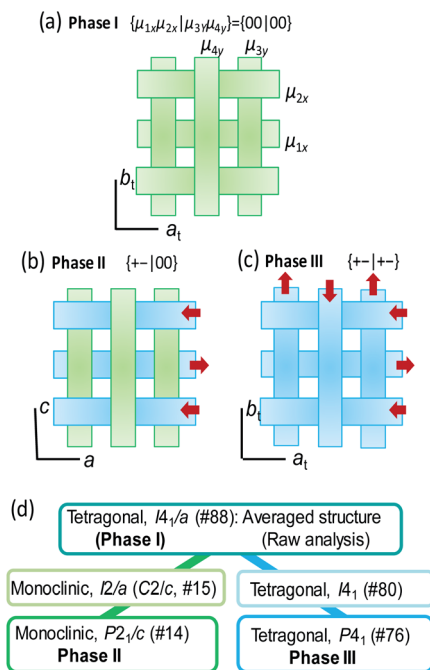 (a) Phase I {μ1xμ2x|μ3yμ4y}={00|00}
μ4y μ3y
μ2x
μ1x
bt
at
(b) Phase II {+−|00}
c
a
(c) Phase III {+−|+−}
bt
at
(d)
Tetragonal, I41/a (#88): Averaged structure
(Phase I) (Raw analysis)
Monoclinic, I2/a (C2/c, #15)
Tetragonal, I41 (#80)
Monoclinic, P21/c (#14)
Phase II
Tetragonal, P41 (#76)
Phase III